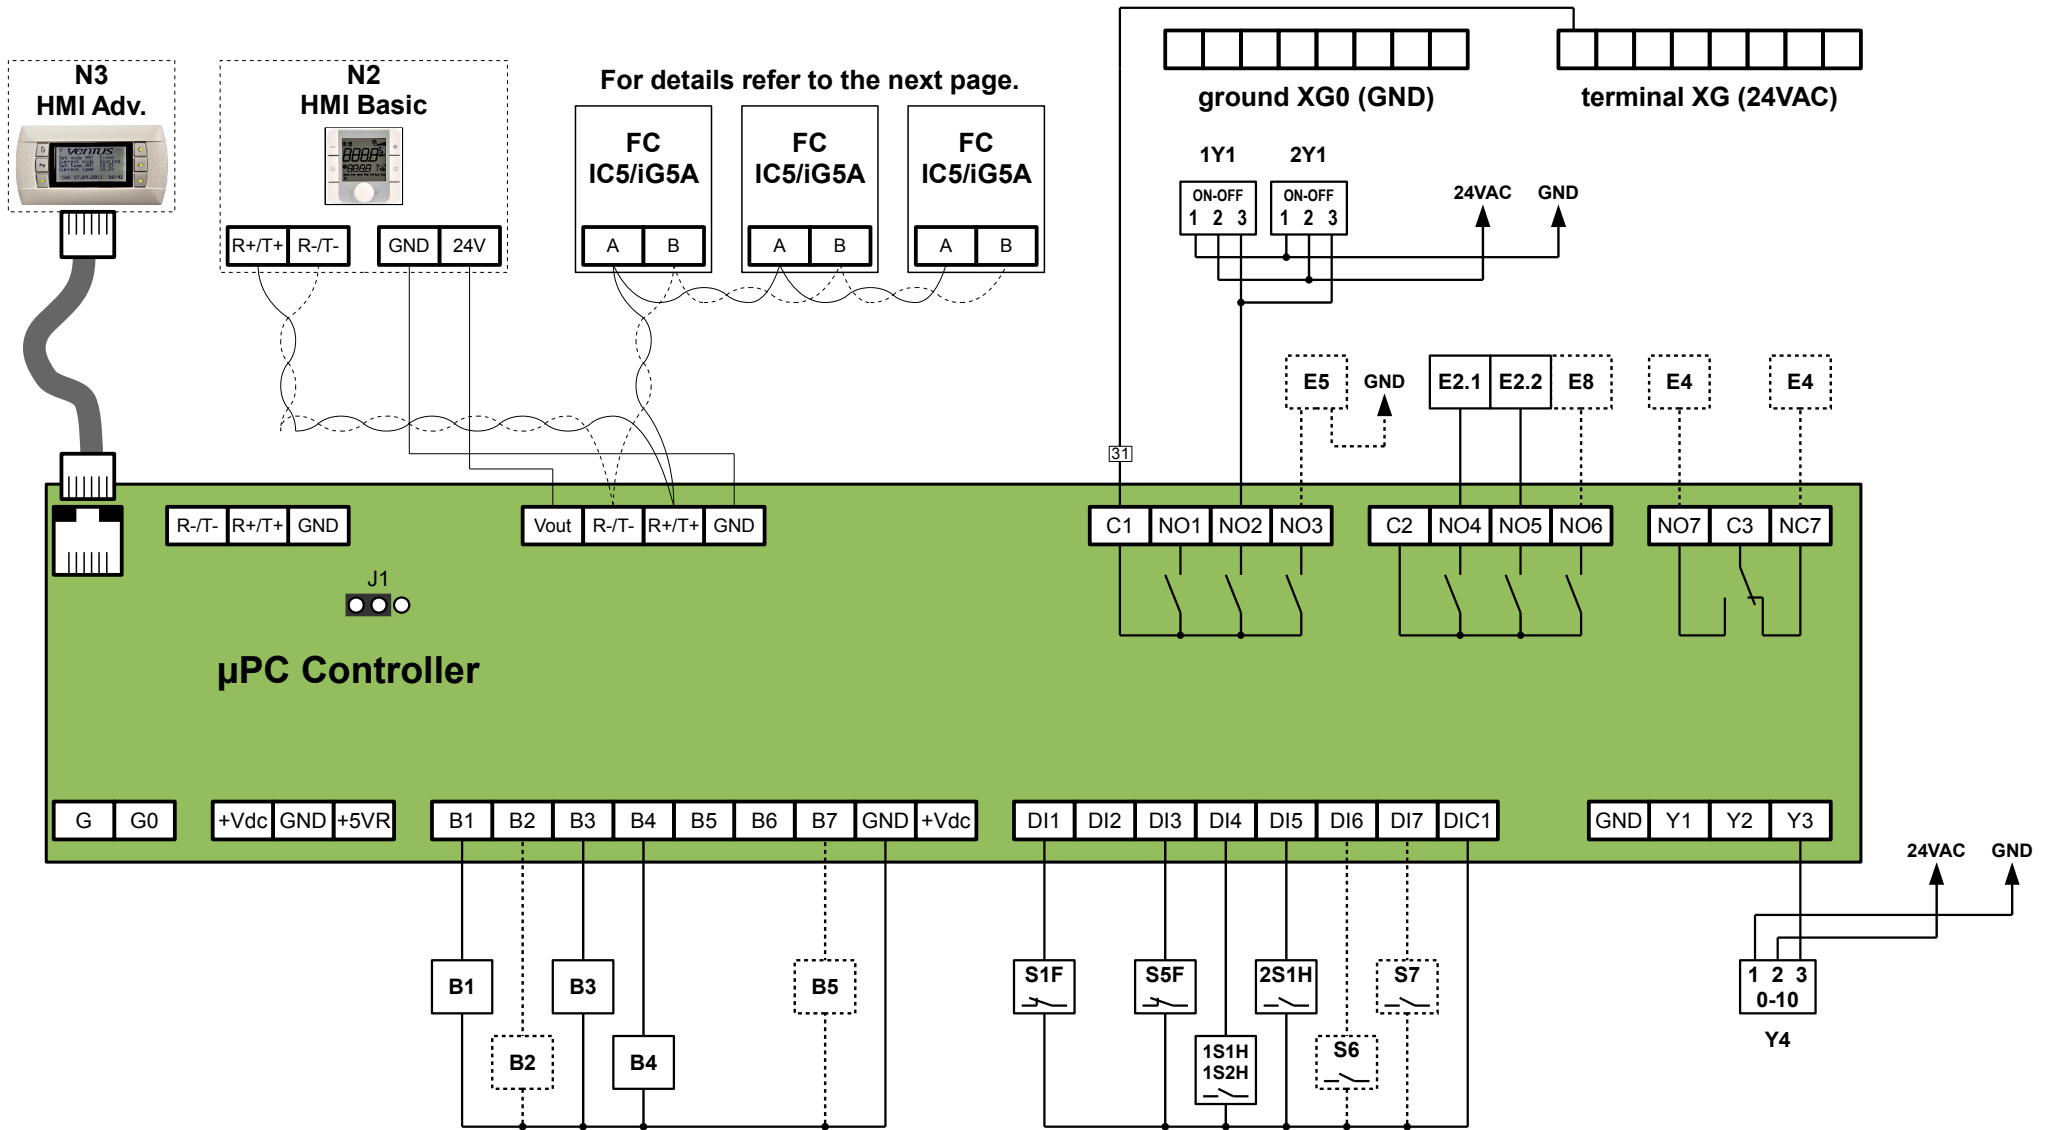 N3
HMI Adv.
ventus
N2
HMI Basic
R+/T+ R-/T- GND 24V
For details refer to the next page.
FC
IC5/iG5A
A B
FC
IC5/iG5A
A B
FC
IC5/iG5A
A B
ground XG0 (GND)
terminal XG (24VAC)
1Y1 2Y1
ON-OFF
1 2 3
ON-OFF
1 2 3
24VAC GND
E5 GND E2.1 E2.2 E8 E4 E4
31
R-/T- R+/T+ GND
Vout R-/T- R+/T+ GND
C1 NO1 NO2 NO3
C2 NO4 NO5 NO6
NO7 C3 NC7
J1
µPC Controller
G G0
+Vdc GND +5VR
B1 B2 B3 B4 B5 B6 B7 GND +Vdc
DI1 DI2 DI3 DI4 DI5 DI6 DI7 DIC1
GND Y1 Y2 Y3
24VAC GND
B1 B3 B5
B2 B4
S1F S5F 2S1H S7
1S1H
1S2H
S6
1 2 3
0-10
Y4